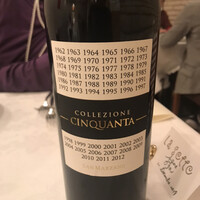 1962 1963 1964 1965 1966 1967
1968 1969 1970 1971 1972 1973
1974 1975 1976 1977 1978 1979
1980 1981 1982 1983 1984 1985
1986 1987 1988 1989 1990 1991
1992 1993 1994 1995 1996 1997
COLLEZIONE
CINQUANTA
1998 1999 2000 2001 2002 2003
2004 2005 2006 2007 2008 2009
2010 2011 2012
SAN MARZANO